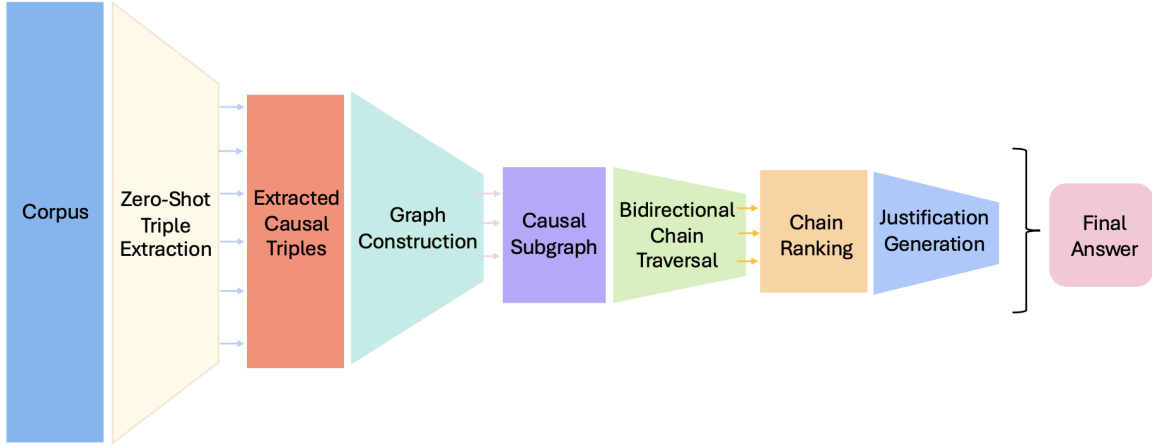 Corpus
Zero-Shot
Triple
Extraction
Extracted
Causal
Triples
Graph
Construction
Causal
Subgraph
Bidirectional
Chain
Traversal
Chain
Ranking
Justification
Generation
Final
Answer